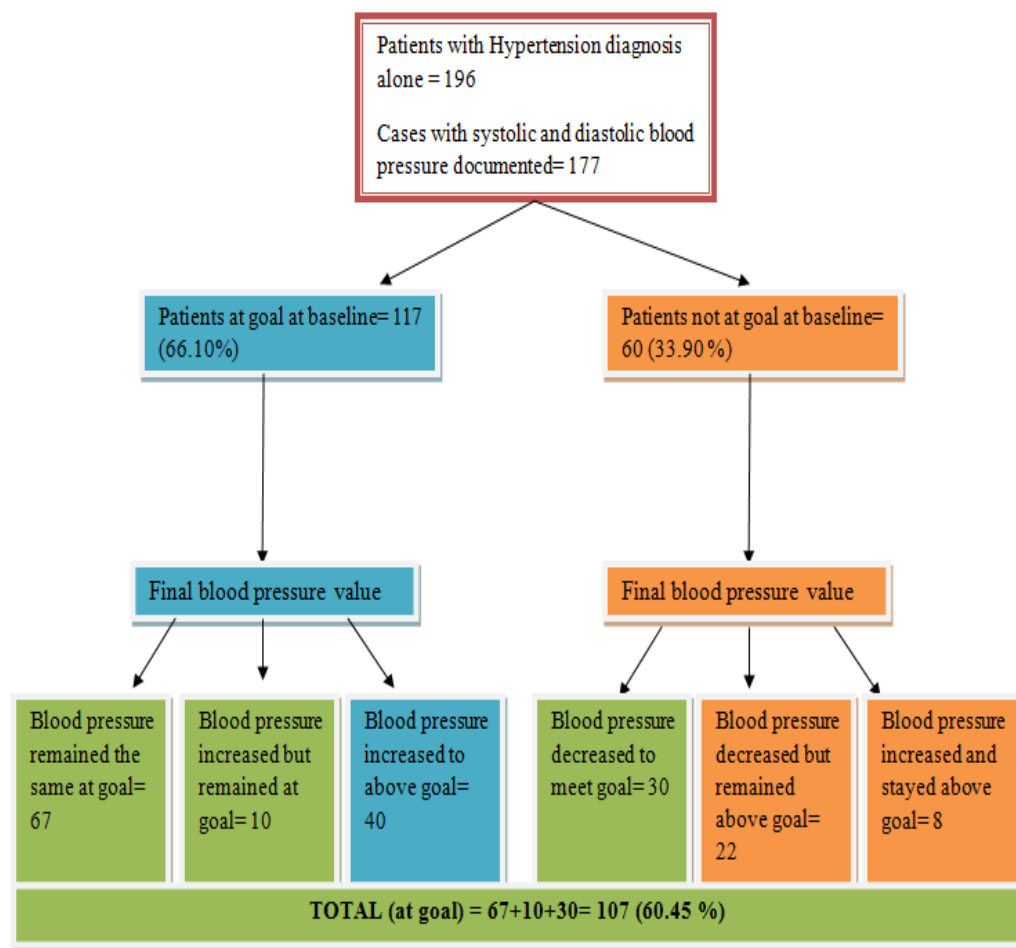 Patients with Hypertension diagnosis
alone = 196
Cases with systolic and diastolic blood
pressure documented= 177
Patients at goal at baseline= 117
(66.10%)
Patients not at goal at baseline=
60 (33.90%)
Final blood pressure value
Final blood pressure value
Blood pressure
remained the
same at goal=
67
Blood pressure
increased but
remained at
goal= 10
Blood pressure
increased to
above goal=
40
Blood pressure
decreased to
meet goal= 30
Blood pressure
decreased but
remained
above goal=
22
Blood pressure
increased and
stayed above
goal= 8
TOTAL (at goal) = 67+10+30= 107 (60.45 %)